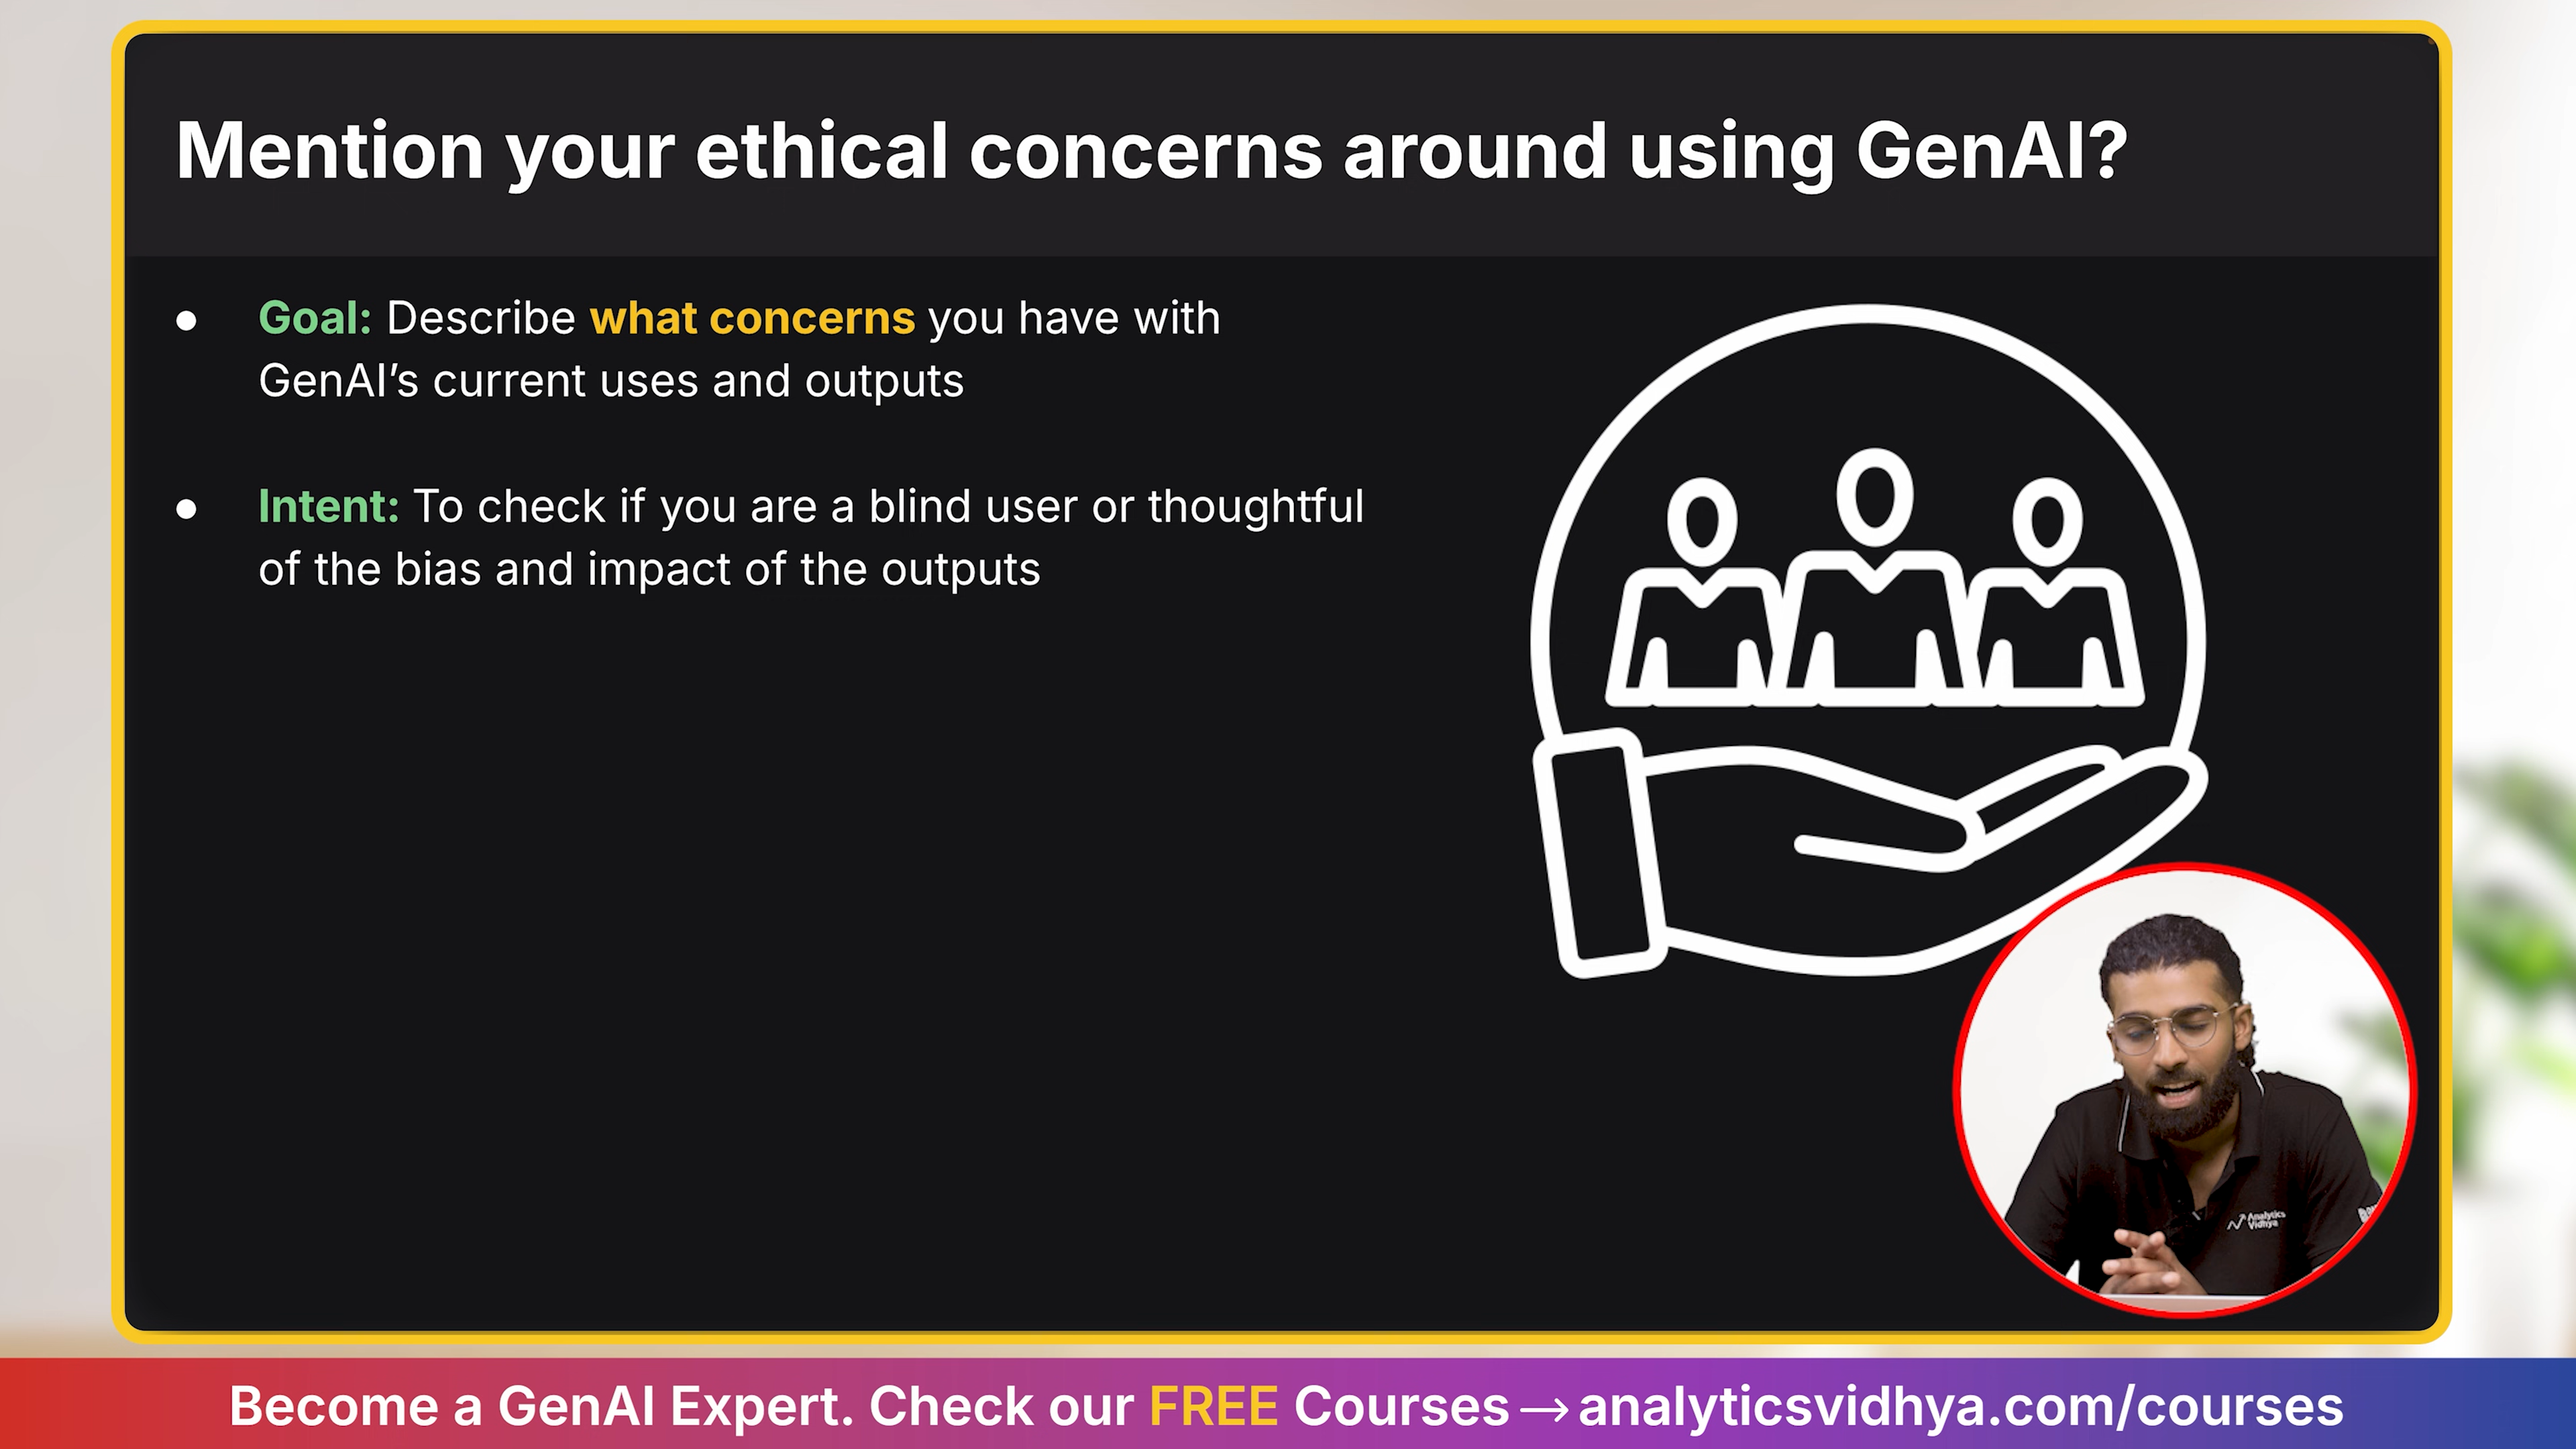 Mention your ethical concerns around using GenAI?
● Goal: Describe what concerns you have with
GenAI’s current uses and outputs
● Intent: To check if you are a blind user or thoughtful
of the bias and impact of the outputs
Analytics
Vidhya
Become a GenAI Expert. Check our FREE Courses → analyticsvidhya.com/courses